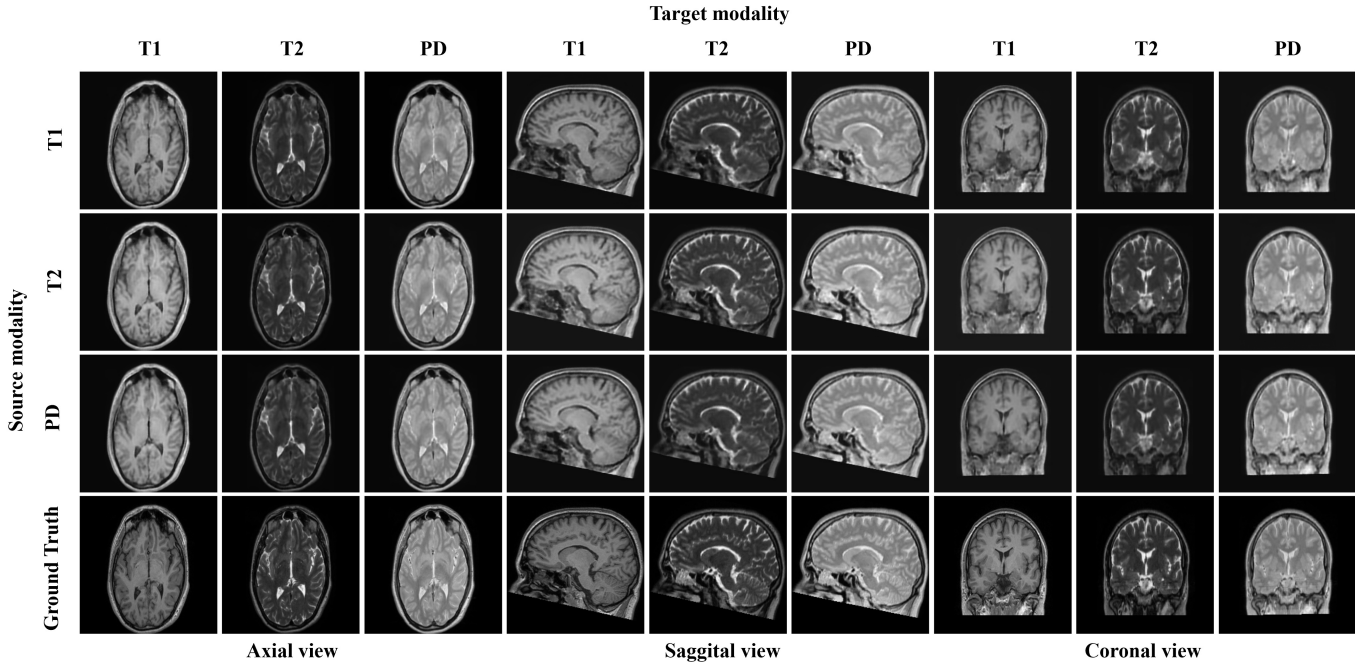 Target modality
T1 T2 PD T1 T2 PD T1 T2 PD
Source modality
T1
T2
PD
Ground Truth
Axial view Saggital view Coronal view